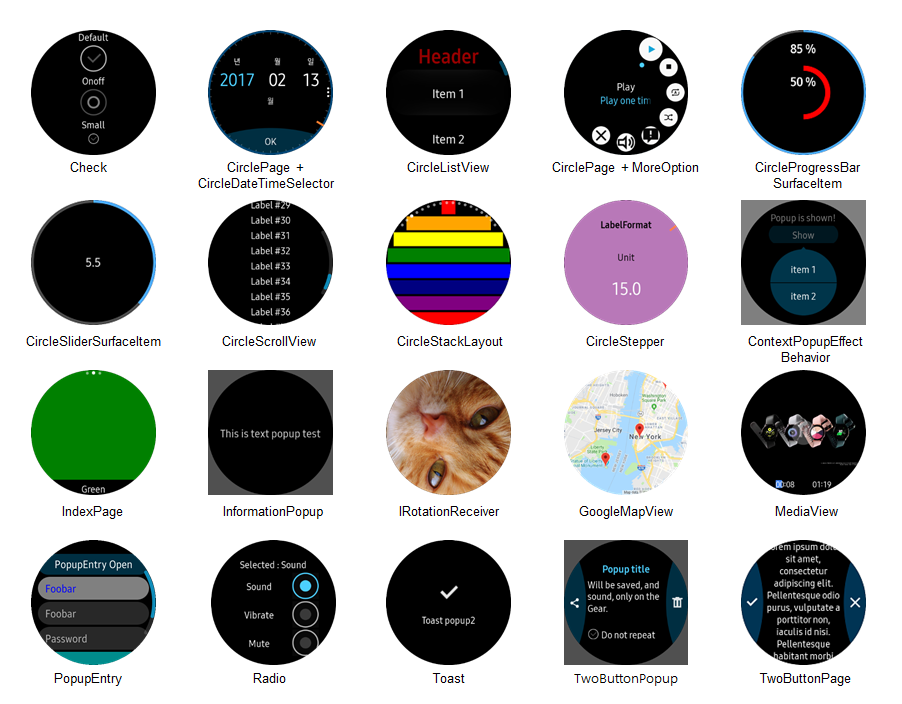 Default
Onoff
Small
Check
년 월 일
2017 02 13
월
OK
CirclePage +
CircleDateTimeSelector
Header
Item 1
Item 2
CircleListView
Play
Play one tim
CirclePage + MoreOption
85 %
50 %
CircleProgressBar
SurfaceItem
5.5
CircleSliderSurfaceItem
Label #29
Label #30
Label #31
Label #32
Label #33
Label #34
Label #35
Label #36
CircleScrollView
CircleStackLayout
LabelFormat
Unit
15.0
CircleStepper
Popup is shown!
Show
item 1
item 2
ContextPopupEffect
Behavior
Green
IndexPage
This is text popup test
InformationPopup
IRotationReceiver
Hoboken
Washington
Square Park
Jersey City
New York
GoogleMapView
00:08 01:19
MediaView
PopupEntry Open
Foobar
Foobar
Password
PopupEntry
Selected : Sound
Sound
Vibrate
Mute
Radio
Toast popup2
Toast
Popup title
Will be saved, and
sound, only on the
Gear.
Do not repeat
TwoButtonPopup
orem ipsum dolo
sit amet,
consectetur
adipiscing elit.
Pellentesque odio
purus, vulputate a
porttitor non,
iaculis id nisi.
Pellentesque
habitant morbi
TwoButtonPage